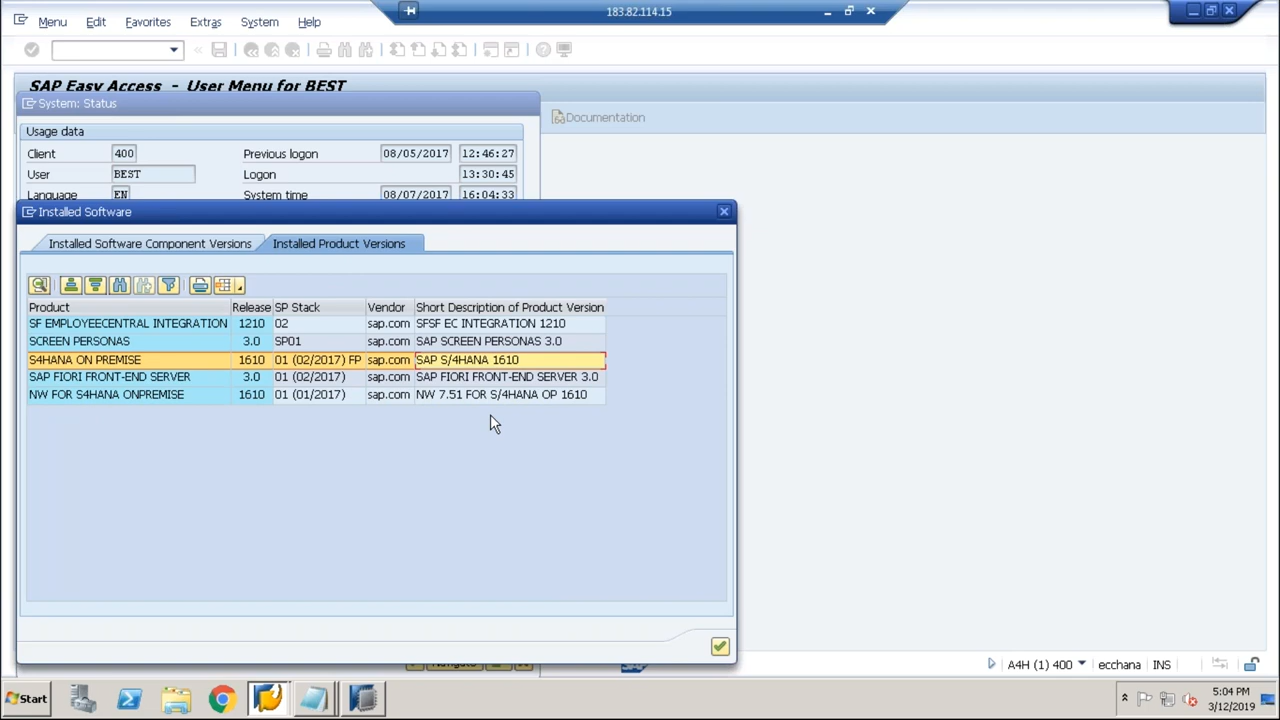 183.82.114.15
Menu Edit Favorites Extras System Help
SAP Easy Access - User Menu for BEST
System: Status
Documentation
Usage data
Client 400 Previous logon 08/05/2017 12:46:27
User BEST Logon 13:30:45
Language EN System time 08/07/2017 16:04:33
Installed Software
Installed Software Component Versions Installed Product Versions
Product Release SP Stack Vendor Short Description of Product Version
SF EMPLOYEECENTRAL INTEGRATION 1210 02 sap.com SFSF EC INTEGRATION 1210
SCREEN PERSONAS 3.0 SP01 sap.com SAP SCREEN PERSONAS 3.0
S4HANA ON PREMISE 1610 01 (02/2017) FP sap.com SAP S/4HANA 1610
SAP FIORI FRONT-END SERVER 3.0 01 (02/2017) sap.com SAP FIORI FRONT-END SERVER 3.0
NW FOR S4HANA ONPREMISE 1610 01 (01/2017) sap.com NW 7.51 FOR S/4HANA OP 1610
Navigate
SAP
A4H (1) 400 ecchana INS
Start
5:04 PM
3/12/2019